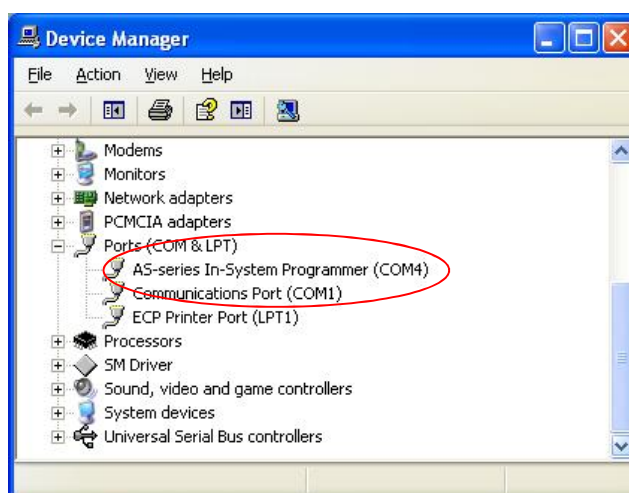 Device Manager
File Action View Help
Modems
Monitors
Network adapters
PCMCIA adapters
Ports (COM & LPT)
AS-series In-System Programmer (COM4)
Communications Port (COM1)
ECP Printer Port (LPT1)
Processors
SM Driver
Sound, video and game controllers
System devices
Universal Serial Bus controllers